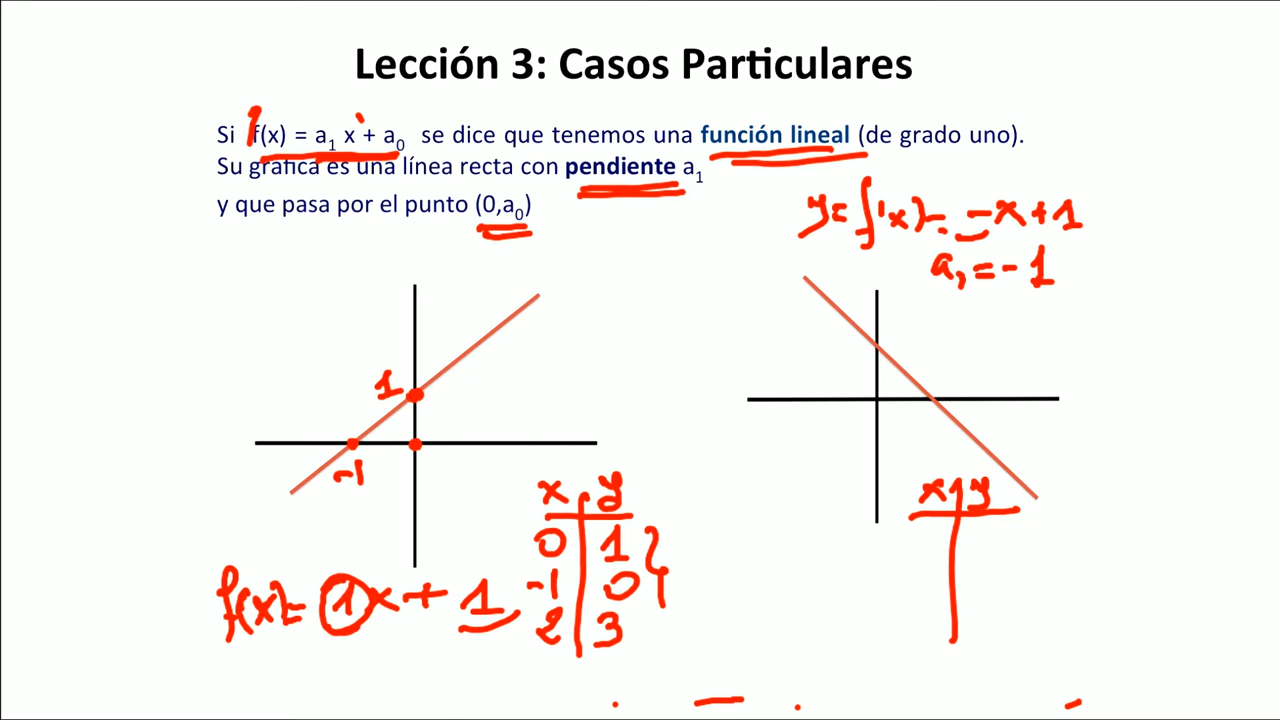 Lección 3: Casos Particulares
Si f(x) = a₁ x + a₀ se dice que tenemos una función lineal (de grado uno).
Su gráfica es una línea recta con pendiente a₁
y que pasa por el punto (0,a₀)
y = f(x) = -x + 1
a₁ = -1
1
-1
x y
0 1
-1 0
2 3
f(x) = 1x + 1
x y